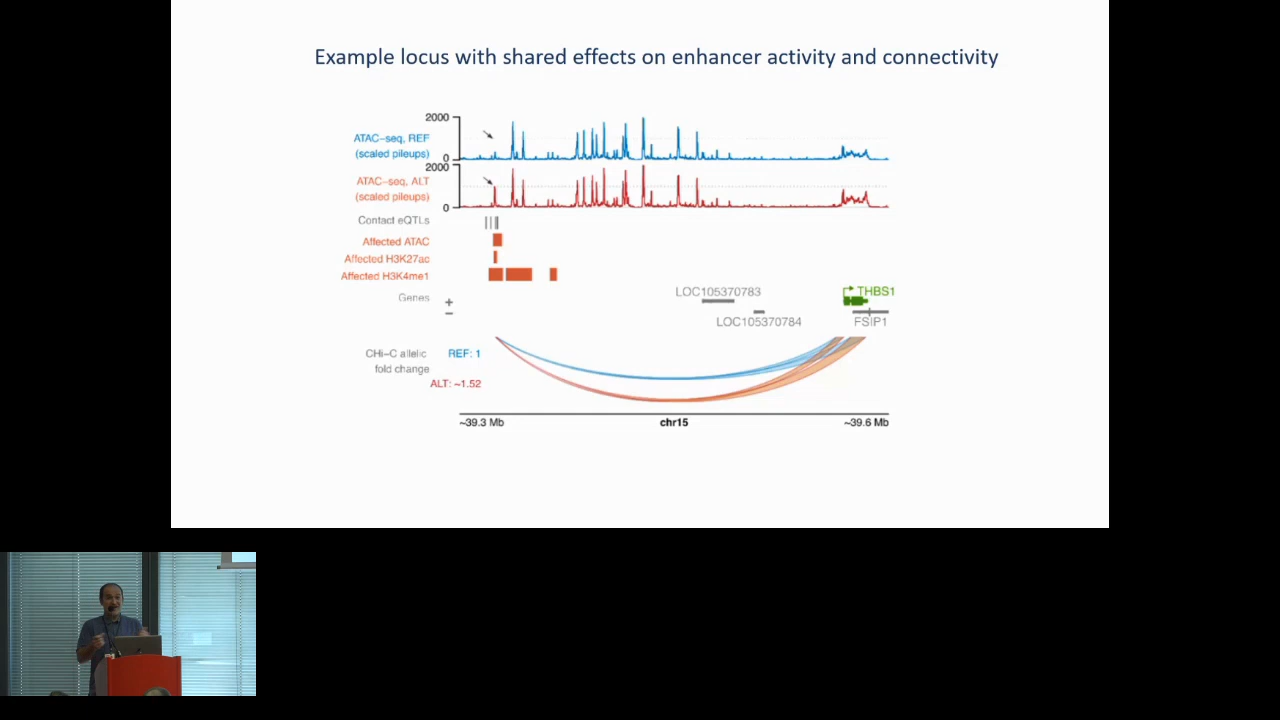 Example locus with shared effects on enhancer activity and connectivity
2000
ATAC-seq, REF
(scaled pileups)
0
2000
ATAC-seq, ALT
(scaled pileups)
0
Contact eQTLs
Affected ATAC
Affected H3K27ac
Affected H3K4me1
Genes
+
−
LOC105370783
THBS1
LOC105370784
FSIP1
CHi-C allelic
fold change
REF: 1
ALT: ~1.52
~39.3 Mb
chr15
~39.6 Mb